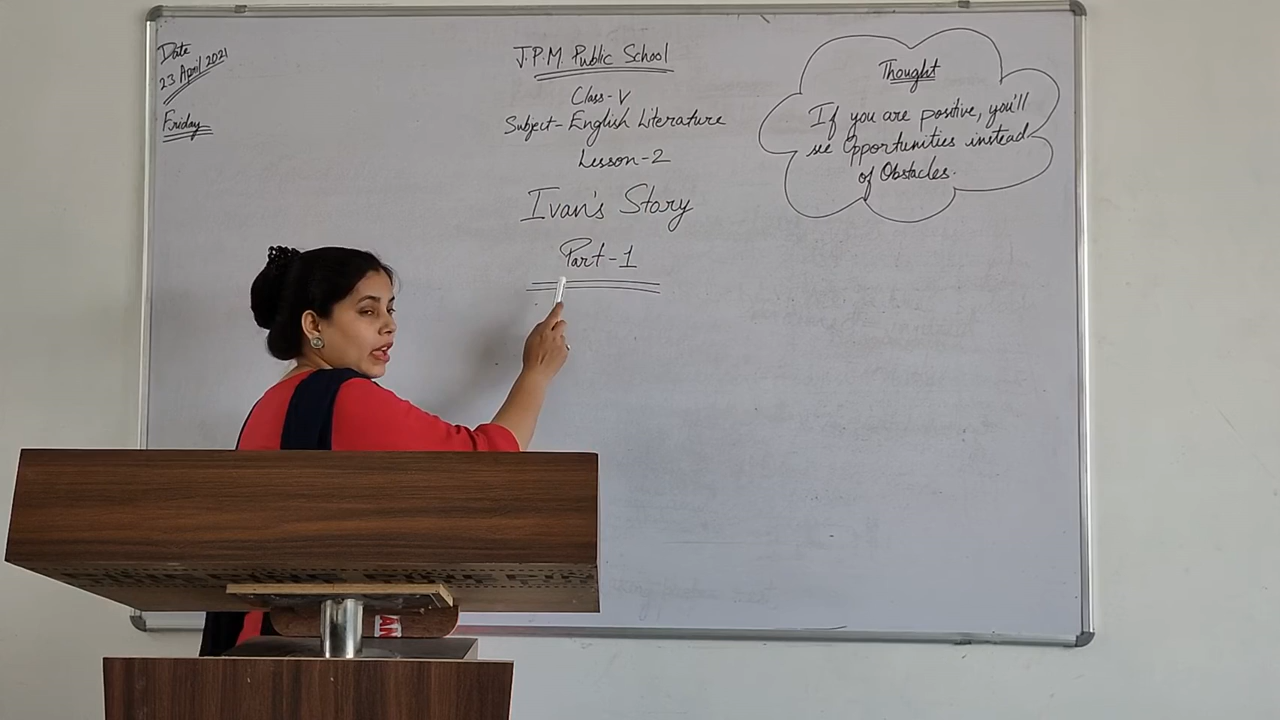 Date
23 April 2021
Friday
J.P.M. Public School
Class-V
Subject-English Literature
Lesson-2
Ivan's Story
Part-1
Thought
If you are positive, you'll
see Opportunities instead
of Obstacles.